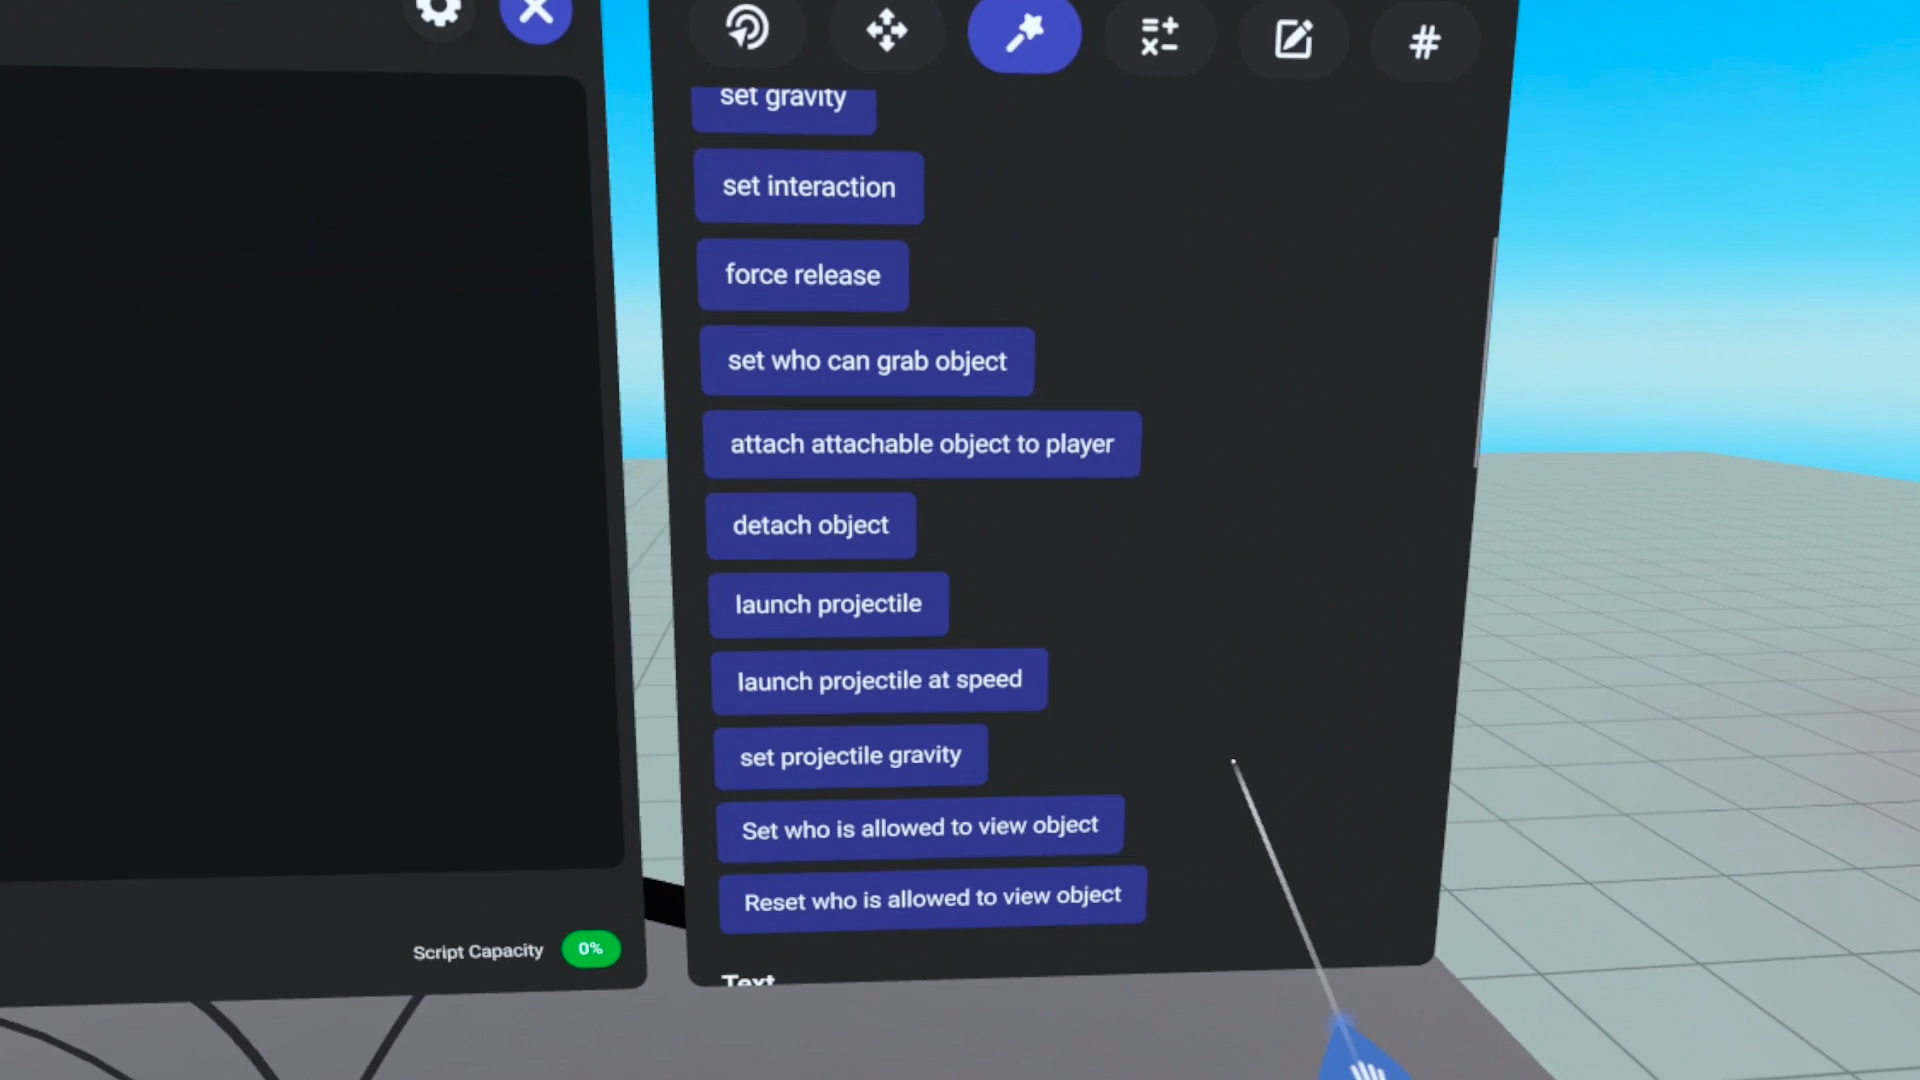 #
set gravity
set interaction
force release
set who can grab object
attach attachable object to player
detach object
launch projectile
launch projectile at speed
set projectile gravity
Set who is allowed to view object
Reset who is allowed to view object
Text
Script Capacity 0%